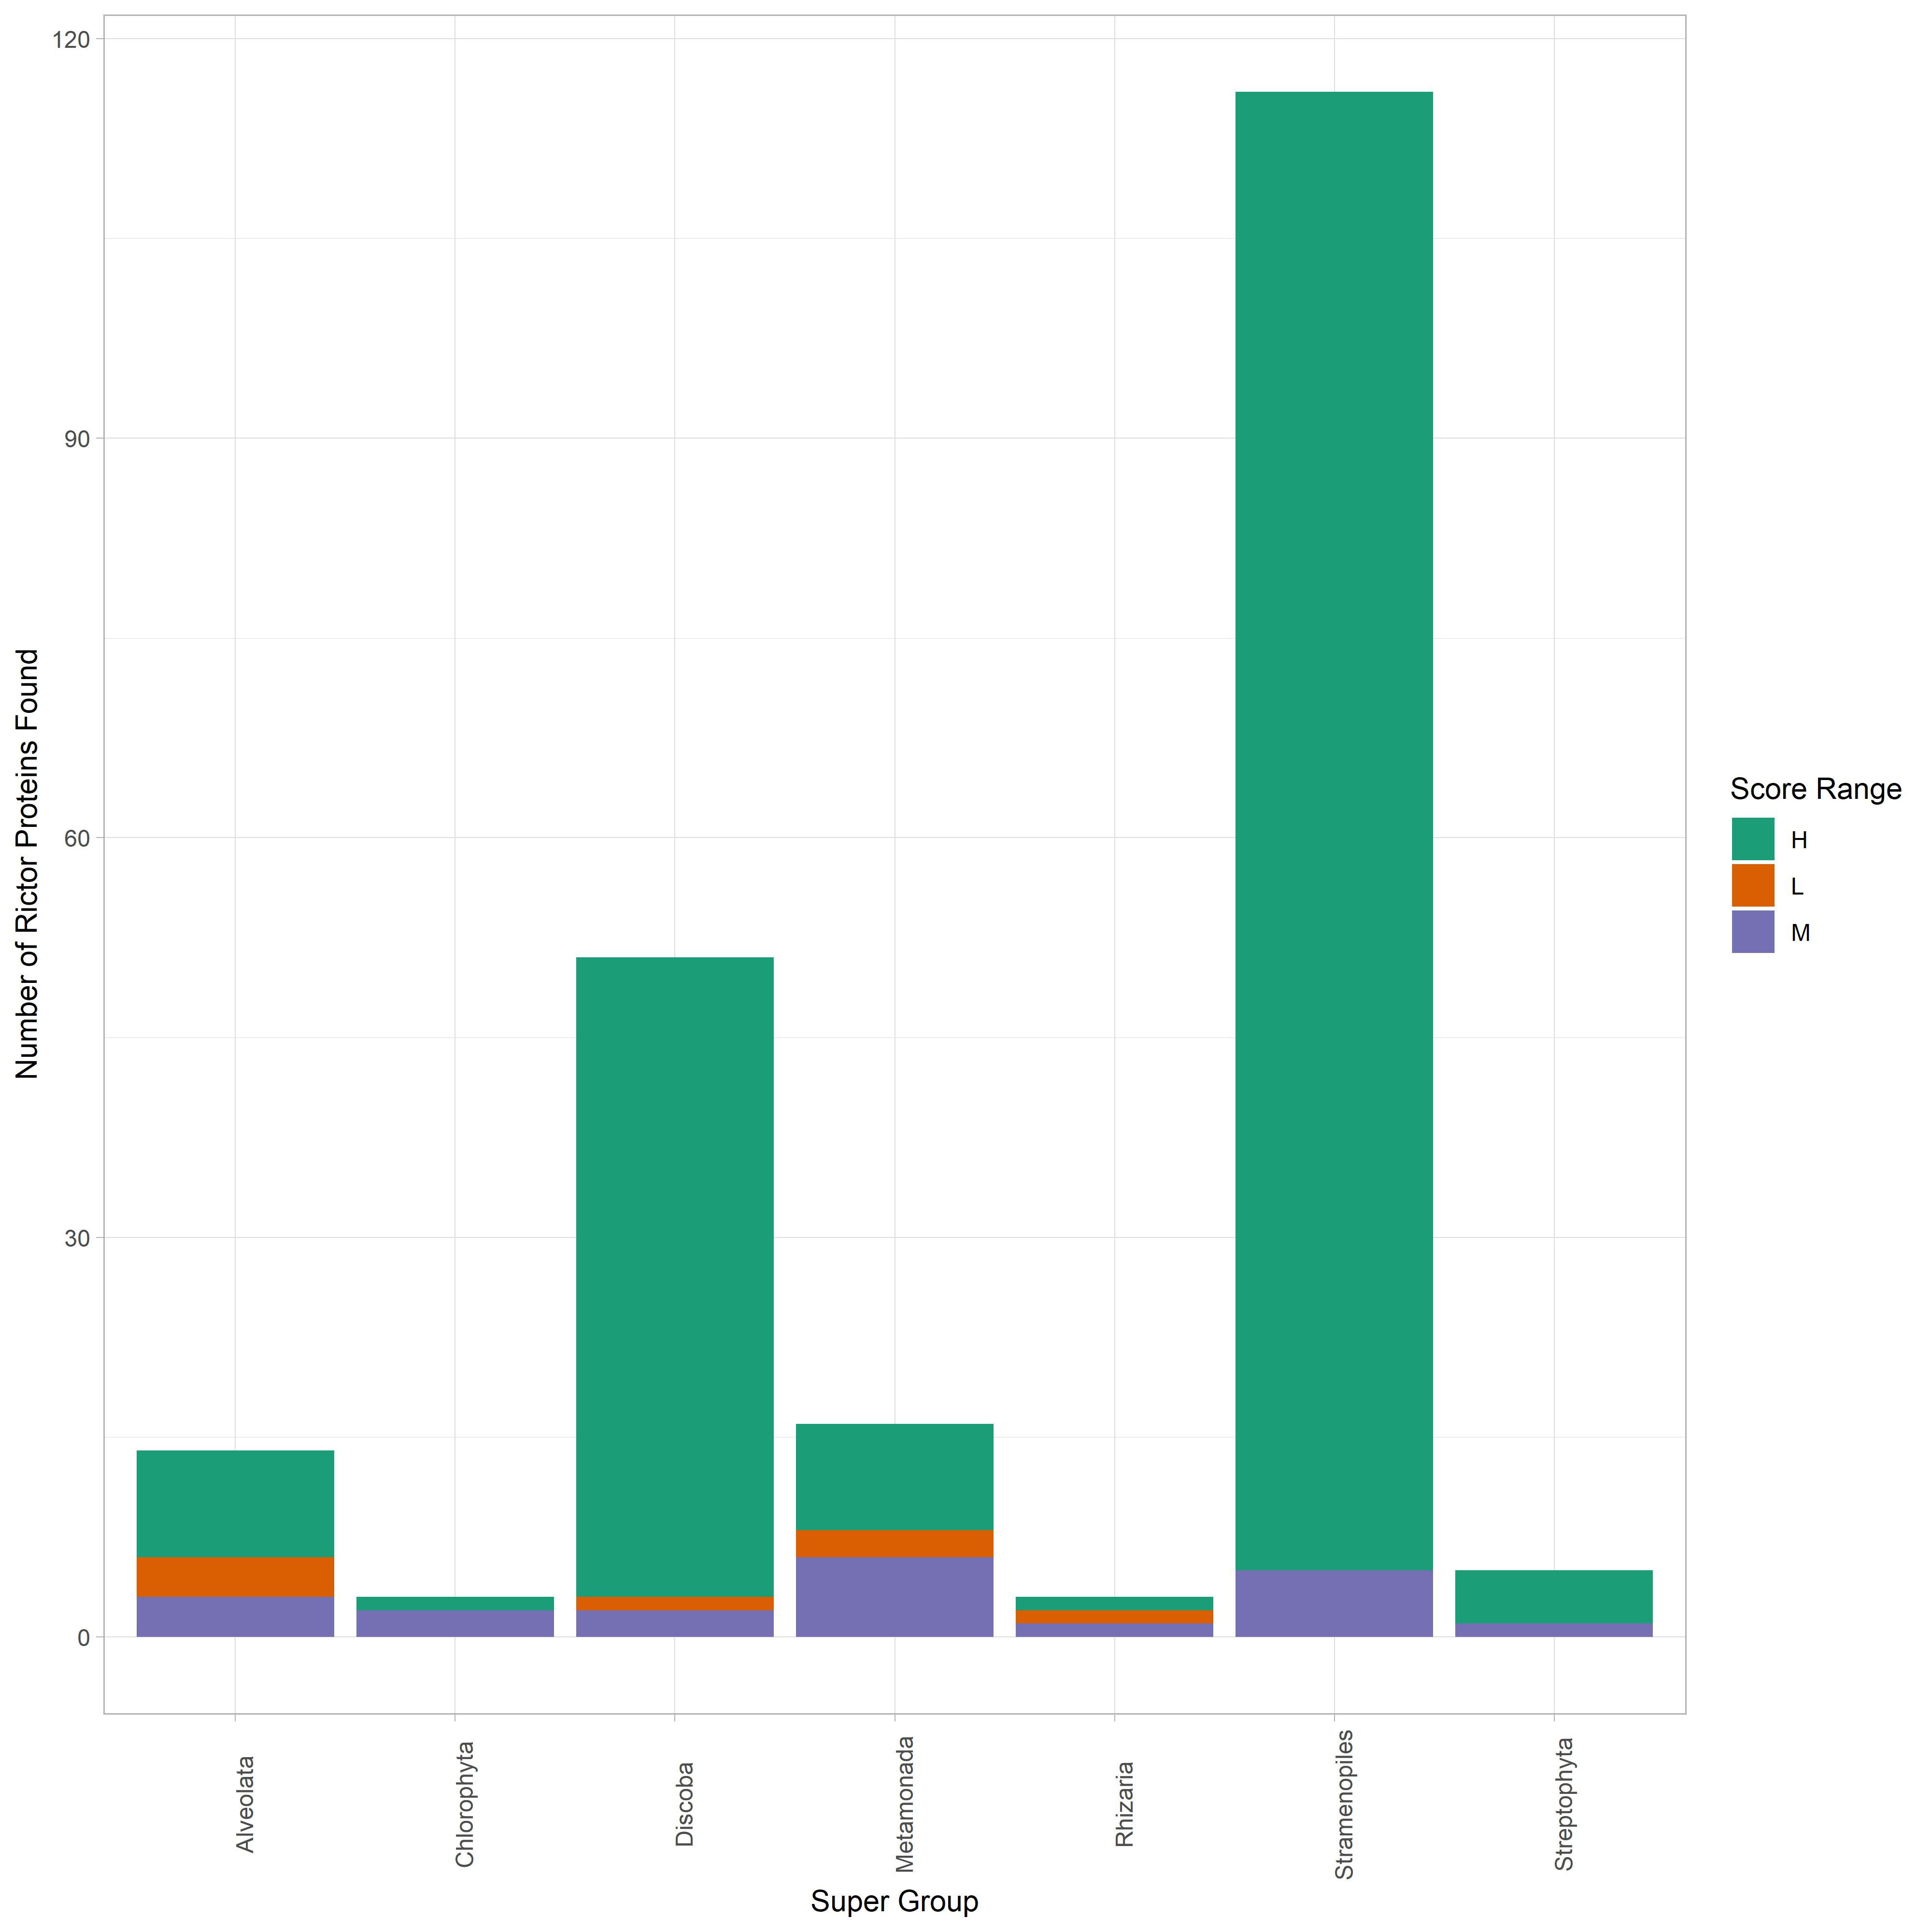 120
90
60
30
0
Number of Rictor Proteins Found
Alveolata
Chlorophyta
Discoba
Metamonada
Rhizaria
Stramenopiles
Streptophyta
Super Group
Score Range
H
L
M